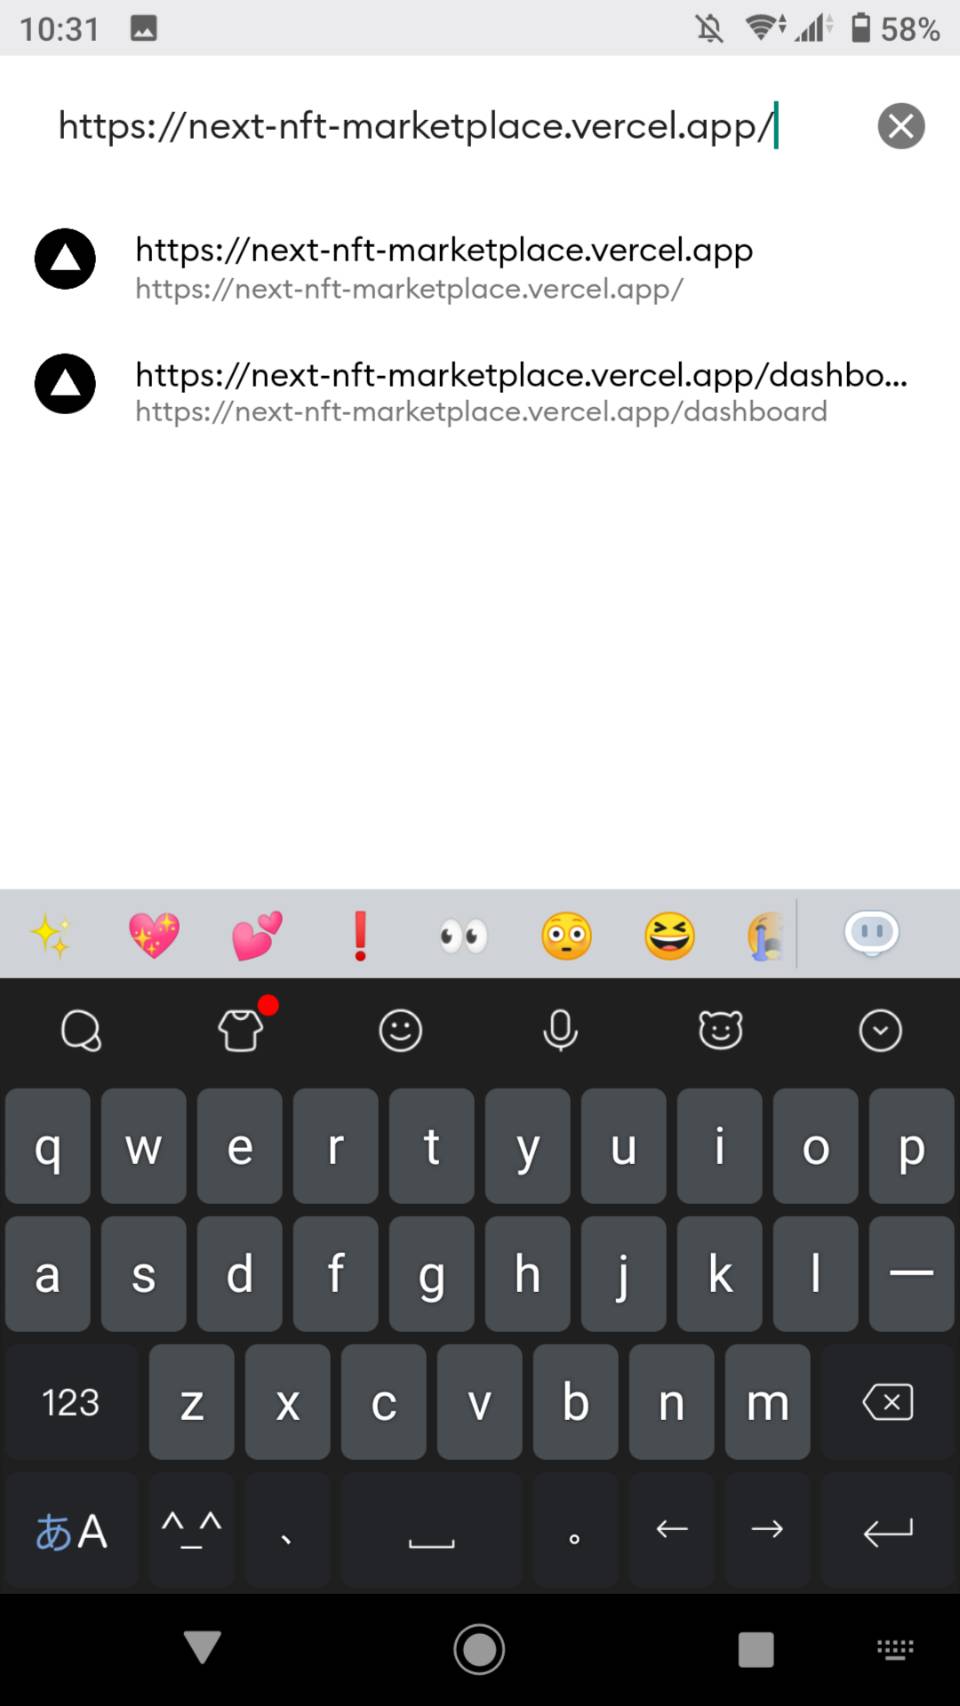 10:31
58%
https://next-nft-marketplace.vercel.app/
https://next-nft-marketplace.vercel.app
https://next-nft-marketplace.vercel.app/
https://next-nft-marketplace.vercel.app/dashbo...
https://next-nft-marketplace.vercel.app/dashboard
q w e r t y u i o p
a s d f g h j k l ー
123 z x c v b n m
あA ^_^ 、 。 ← →